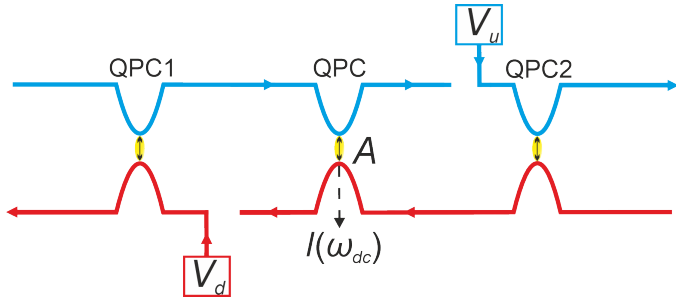 V_u
QPC1 QPC QPC2
A
I(ω_dc)
V_d